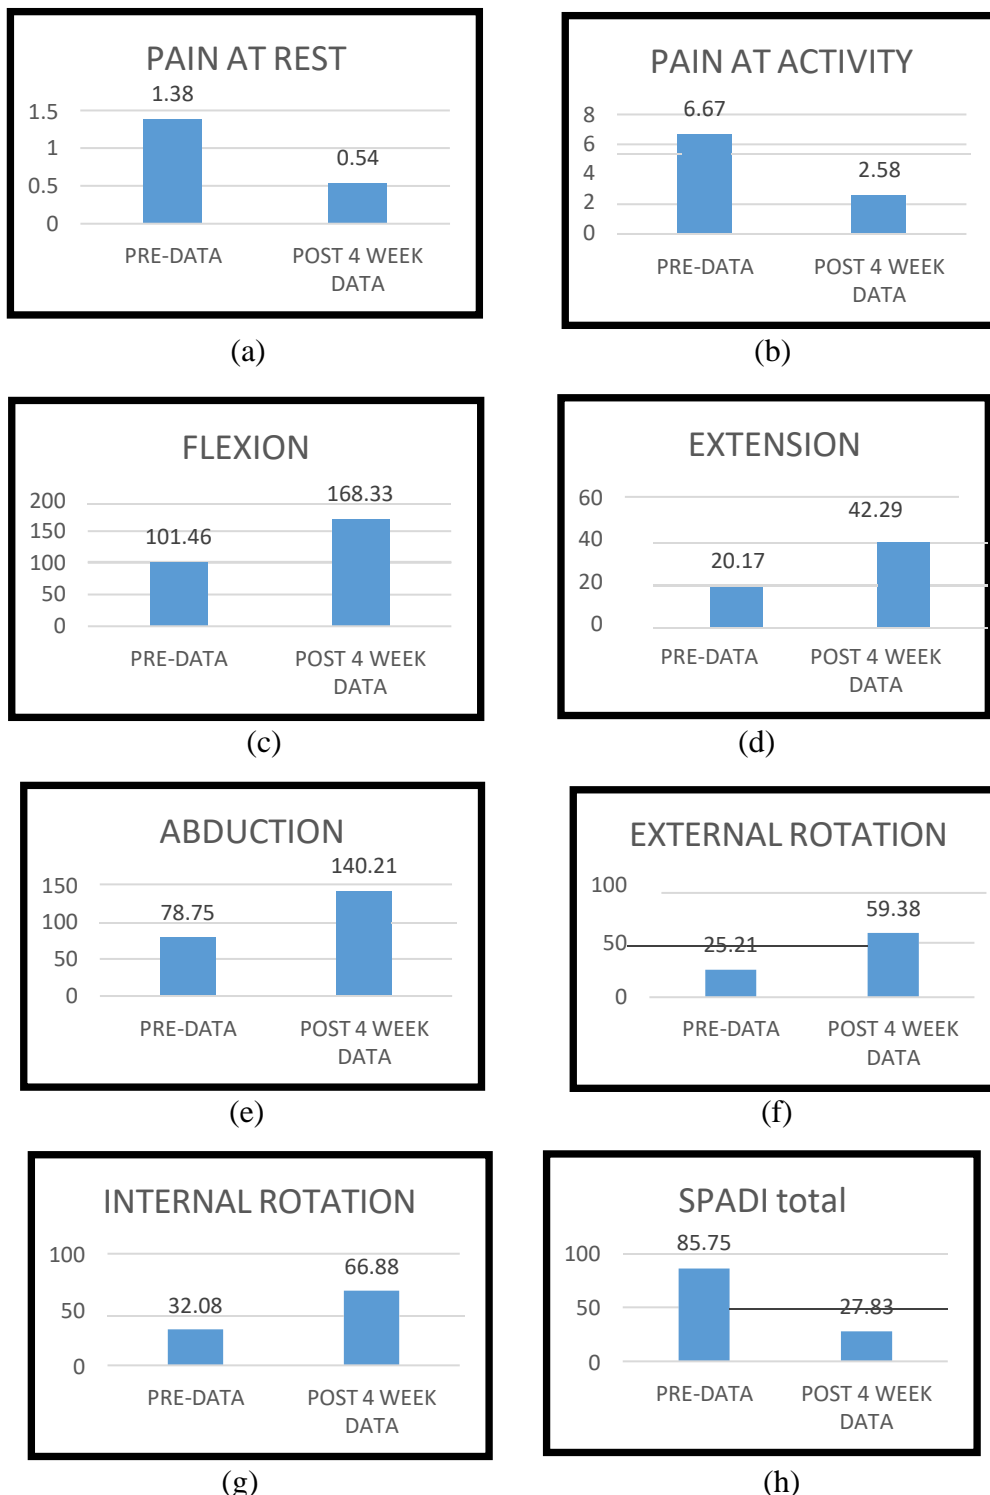 PAIN AT REST
1.38
1.5
1
0.54
0.5
0
PRE-DATA
POST 4 WEEK
DATA
(a)
PAIN AT ACTIVITY
6.67
8
6
4
2.58
2
0
PRE-DATA
POST 4 WEEK
DATA
(b)
FLEXION
200
168.33
150
101.46
100
50
0
PRE-DATA
POST 4 WEEK
DATA
(c)
EXTENSION
60
42.29
40
20.17
20
0
PRE-DATA
POST 4 WEEK
DATA
(d)
ABDUCTION
140.21
150
78.75
100
50
0
PRE-DATA
POST 4 WEEK
DATA
(e)
EXTERNAL ROTATION
100
59.38
50
25.21
0
PRE-DATA
POST 4 WEEK
DATA
(f)
INTERNAL ROTATION
100
66.88
50
32.08
0
PRE-DATA
POST 4 WEEK
DATA
(g)
SPADI total
85.75
100
50
27.83
0
PRE-DATA
POST 4 WEEK
DATA
(h)